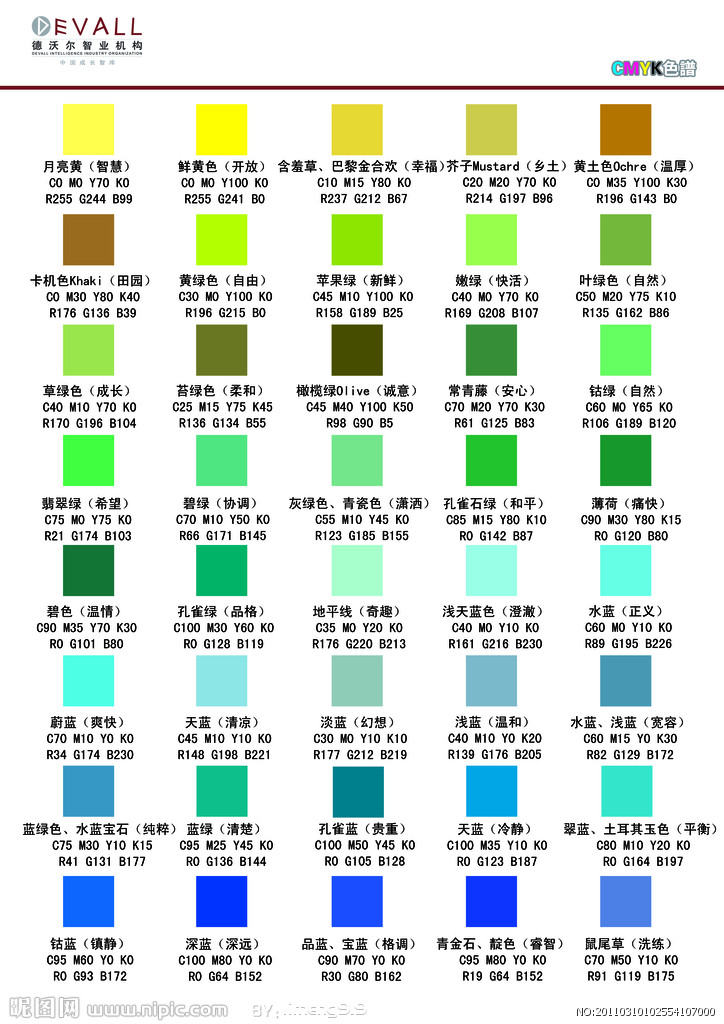 DEVALL
德沃尔智业机构
DEVALL INTELLIGENCE INDUSTRY ORGANIZATION
中国成长智库
CMYK色譜
月亮黄（智慧）
C0 M0 Y70 K0
R255 G244 B99
鲜黄色（开放）
C0 M0 Y100 K0
R255 G241 B0
含羞草、巴黎金合欢（幸福）
C10 M15 Y80 K0
R237 G212 B67
芥子Mustard（乡土）
C20 M20 Y70 K0
R214 G197 B96
黄土色Ochre（温厚）
C0 M35 Y100 K30
R196 G143 B0
卡机色Khaki（田园）
C0 M30 Y80 K40
R176 G136 B39
黄绿色（自由）
C30 M0 Y100 K0
R196 G215 B0
苹果绿（新鲜）
C45 M10 Y100 K0
R158 G189 B25
嫩绿（快活）
C40 M0 Y70 K0
R169 G208 B107
叶绿色（自然）
C50 M20 Y75 K10
R135 G162 B86
草绿色（成长）
C40 M10 Y70 K0
R170 G196 B104
苔绿色（柔和）
C25 M15 Y75 K45
R136 G134 B55
橄榄绿Olive（诚意）
C45 M40 Y100 K50
R98 G90 B5
常青藤（安心）
C70 M20 Y70 K30
R61 G125 B83
钴绿（自然）
C60 M0 Y65 K0
R106 G189 B120
翡翠绿（希望）
C75 M0 Y75 K0
R21 G174 B103
碧绿（协调）
C70 M10 Y50 K0
R66 G171 B145
灰绿色、青瓷色（潇洒）
C55 M10 Y45 K0
R123 G185 B155
孔雀石绿（和平）
C85 M15 Y80 K10
R0 G142 B87
薄荷（痛快）
C90 M30 Y80 K15
R0 G120 B80
碧色（温情）
C90 M35 Y70 K30
R0 G101 B80
孔雀绿（品格）
C100 M30 Y60 K0
R0 G128 B119
地平线（奇趣）
C35 M0 Y20 K0
R176 G220 B213
浅天蓝色（澄澈）
C40 M0 Y10 K0
R161 G216 B230
水蓝（正义）
C60 M0 Y10 K0
R89 G195 B226
蔚蓝（爽快）
C70 M10 Y0 K0
R34 G174 B230
天蓝（清凉）
C45 M10 Y10 K0
R148 G198 B221
淡蓝（幻想）
C30 M0 Y10 K10
R177 G212 B219
浅蓝（温和）
C40 M10 Y0 K20
R139 G176 B205
水蓝、浅蓝（宽容）
C60 M15 Y0 K30
R82 G129 B172
蓝绿色、水蓝宝石（纯粹）
C75 M30 Y10 K15
R41 G131 B177
蓝绿（清楚）
C95 M25 Y45 K0
R0 G136 B144
孔雀蓝（贵重）
C100 M50 Y45 K0
R0 G105 B128
天蓝（冷静）
C100 M35 Y10 K0
R0 G123 B187
翠蓝、土耳其玉色（平衡）
C80 M10 Y20 K0
R0 G164 B197
钴蓝（镇静）
C95 M60 Y0 K0
R0 G93 B172
深蓝（深远）
C100 M80 Y0 K0
R0 G64 B152
品蓝、宝蓝（格调）
C90 M70 Y0 K0
R30 G80 B162
青金石、靛色（睿智）
C95 M80 Y0 K0
R19 G64 B152
鼠尾草（洗练）
C70 M50 Y10 K0
R91 G119 B175
昵图网 www.nipic.com
NO:20110310102554107000